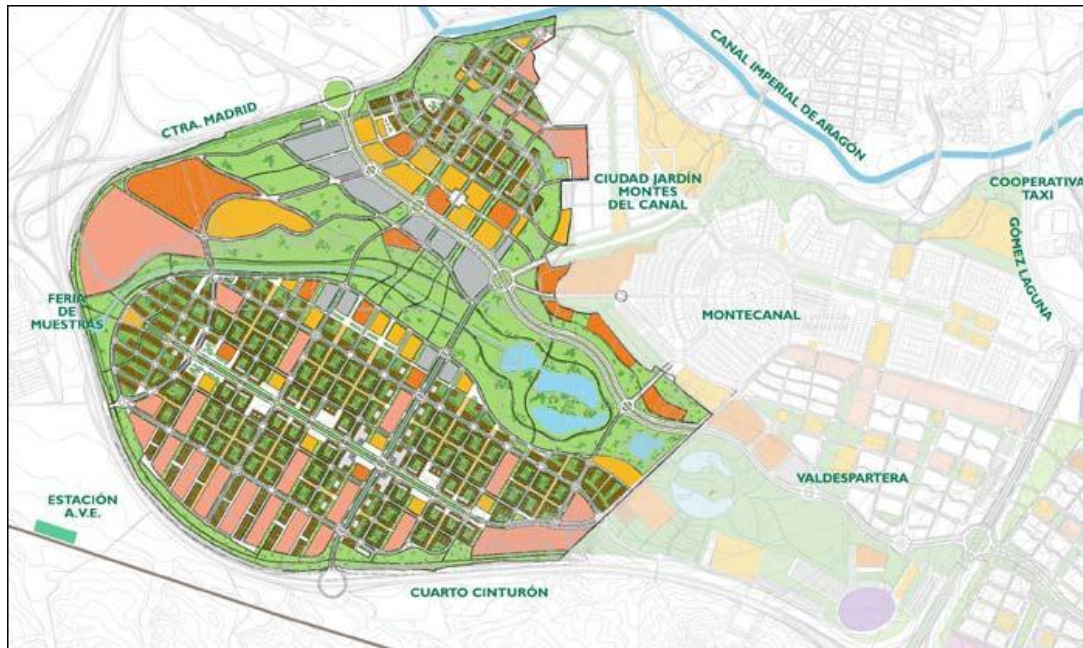 CANAL IMPERIAL DE ARAGÓN
CTRA. MADRID
CIUDAD JARDÍN
MONTES
DEL CANAL
COOPERATIVA
TAXI
GÓMEZ LAGUNA
FERIA
DE
MUESTRAS
MONTECANAL
VALDESPARTERA
ESTACIÓN
A.V.E.
CUARTO CINTURÓN